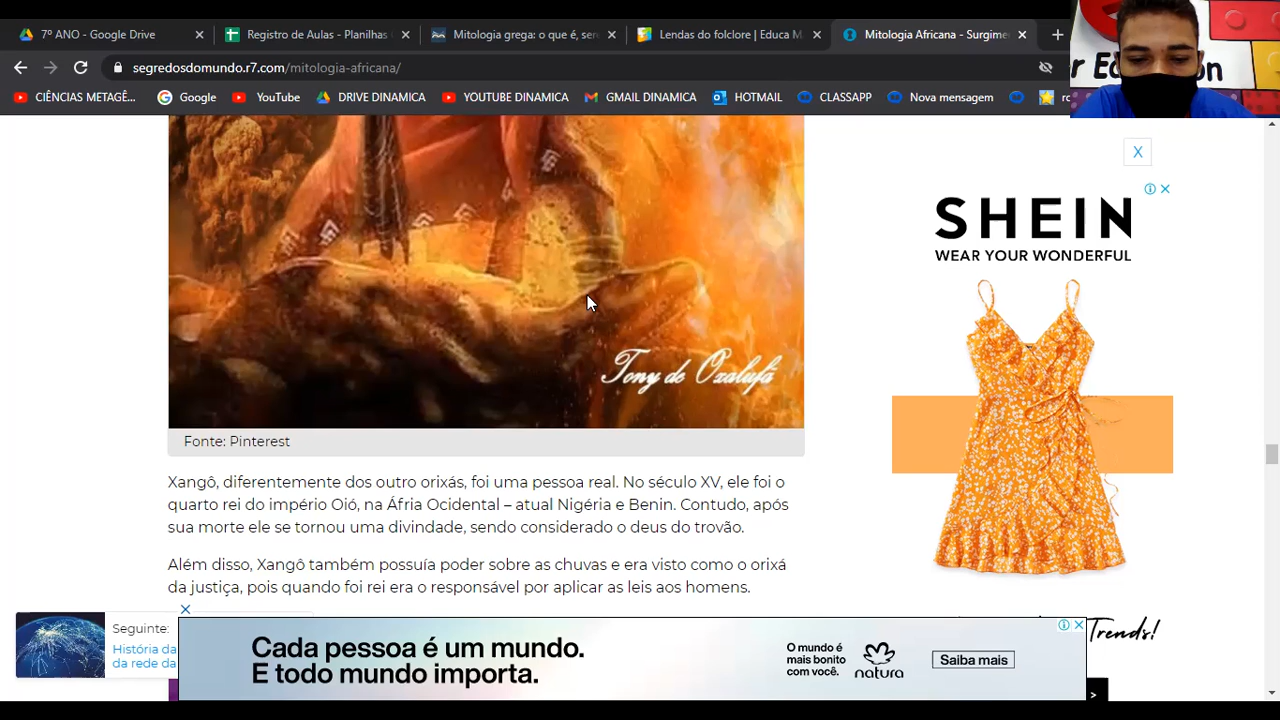 7º ANO - Google Drive
Registro de Aulas - Planilhas
Mitologia grega: o que é, sen
Lendas do folclore | Educa M
Mitologia Africana - Surgime
segredosdomundo.r7.com/mitologia-africana/
CIÊNCIAS METAGÊ...
Google
YouTube
DRIVE DINAMICA
YOUTUBE DINAMICA
GMAIL DINAMICA
HOTMAIL
CLASSAPP
Nova mensagem
X
SHEIN
WEAR YOUR WONDERFUL
Tony de Oxalufã
Fonte: Pinterest
Xangô, diferentemente dos outro orixás, foi uma pessoa real. No século XV, ele foi o
quarto rei do império Oió, na Áfria Ocidental – atual Nigéria e Benin. Contudo, após
sua morte ele se tornou uma divindade, sendo considerado o deus do trovão.
Além disso, Xangô também possuía poder sobre as chuvas e era visto como o orixá
da justiça, pois quando foi rei era o responsável por aplicar as leis aos homens.
Seguinte:
História da
da rede da
Cada pessoa é um mundo.
E todo mundo importa.
O mundo é
mais bonito
com você.
natura
Saiba mais
Trends!